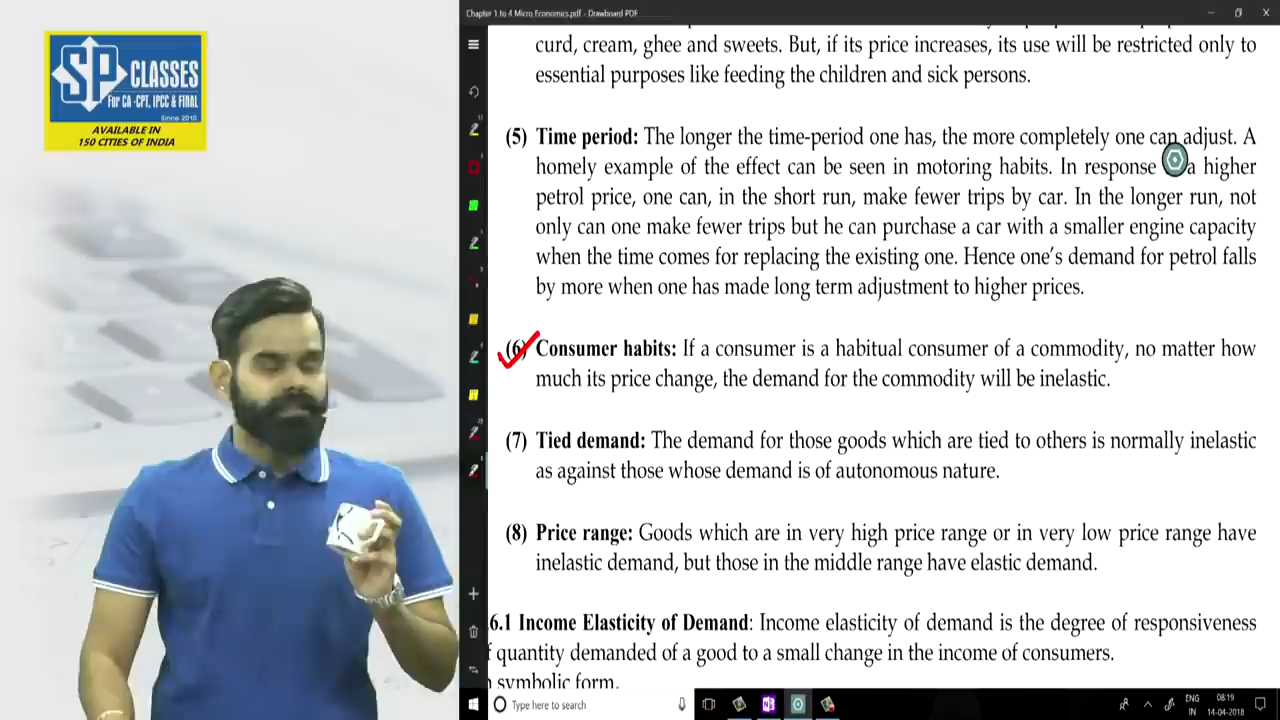 Chapter 1 to 4 Micro Economics.pdf - Drawboard PDF
SP CLASSES
For CA -CPT, IPCC & FINAL
Since 2010
AVAILABLE IN
150 CITIES OF INDIA
curd, cream, ghee and sweets. But, if its price increases, its use will be restricted only to
essential purposes like feeding the children and sick persons.
(5) Time period: The longer the time-period one has, the more completely one can adjust. A
homely example of the effect can be seen in motoring habits. In response a higher
petrol price, one can, in the short run, make fewer trips by car. In the longer run, not
only can one make fewer trips but he can purchase a car with a smaller engine capacity
when the time comes for replacing the existing one. Hence one's demand for petrol falls
by more when one has made long term adjustment to higher prices.
(6) Consumer habits: If a consumer is a habitual consumer of a commodity, no matter how
much its price change, the demand for the commodity will be inelastic.
(7) Tied demand: The demand for those goods which are tied to others is normally inelastic
as against those whose demand is of autonomous nature.
(8) Price range: Goods which are in very high price range or in very low price range have
inelastic demand, but those in the middle range have elastic demand.
6.1 Income Elasticity of Demand: Income elasticity of demand is the degree of responsiveness
quantity demanded of a good to a small change in the income of consumers.
symbolic form.
Type here to search
ENG
IN
08:19
14-04-2018